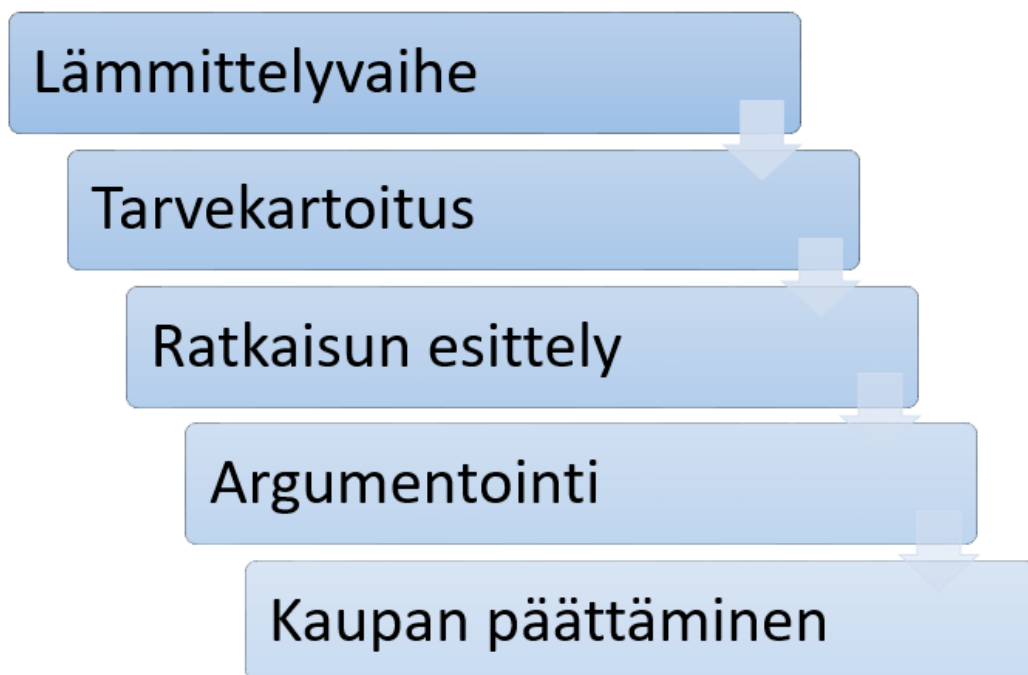 Lämmittelyvaihe
Tarvekartoitus
Ratkaisun esittely
Argumentointi
Kaupan päättäminen